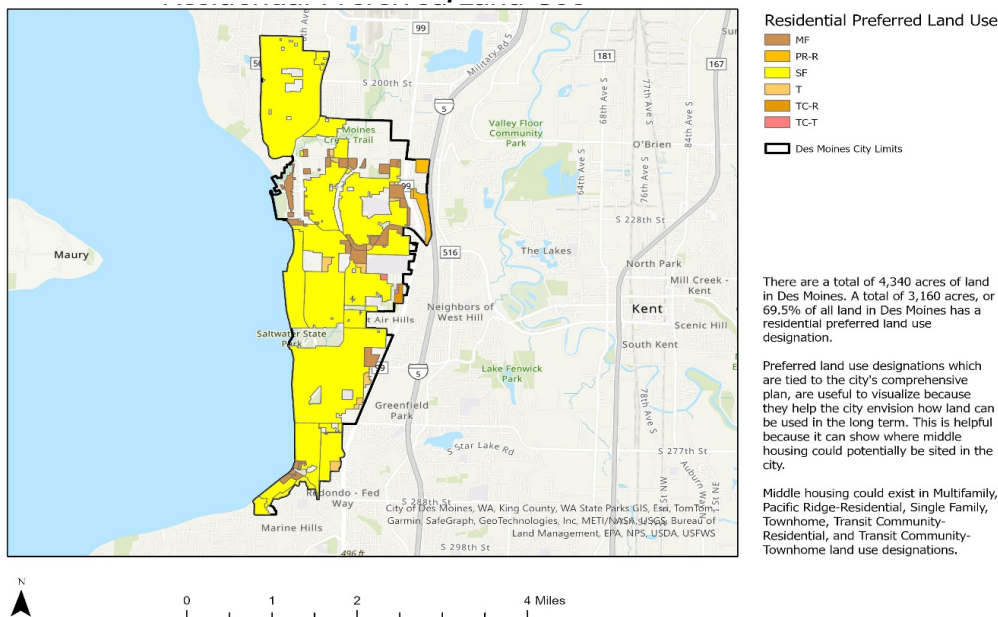 Residential Preferred Land Use
Residential Preferred Land Use
MF
PR-R
SF
T
TC-R
TC-T
Des Moines City Limits
There are a total of 4,340 acres of land
in Des Moines. A total of 3,160 acres, or
69.5% of all land in Des Moines has a
residential preferred land use
designation.
Preferred land use designations which
are tied to the city's comprehensive
plan, are useful to visualize because
they help the city envision how land can
be used in the long term. This is helpful
because it can show where middle
housing could potentially be sited in the
city.
Middle housing could exist in Multifamily,
Pacific Ridge-Residential, Single Family,
Townhome, Transit Community-
Residential, and Transit Community-
Townhome land use designations.
99
Military Rd S
181
167
S 200th St
5
68th Ave S
77th Ave S
84th Ave S
Valley Floor
Community
Park
Moines
Trail
O'Brien
64th Ave S
76th Ave S
99
S 228th St
516
The Lakes
North Park
Maury
Mill Creek -
Kent
Neighbors of
West Hill
Kent
Scenic Hill
t Air Hills
Saltwater State
Park
South Kent
99
5
Lake Fenwick
Park
Greenfield
Park
78th Ave S
S Star Lake Rd
S 277th St
Redondo - Fed
Way
S 288th St
City of Des Moines, WA, King County, WA State Parks GIS, Esri, TomTom,
Garmin, SafeGraph, GeoTechnologies, Inc, METI/NASA, USGS, Bureau of
Land Management, EPA, NPS, USDA, USFWS
Marine Hills
S 298th St
496 ft
N
0 1 2 4 Miles